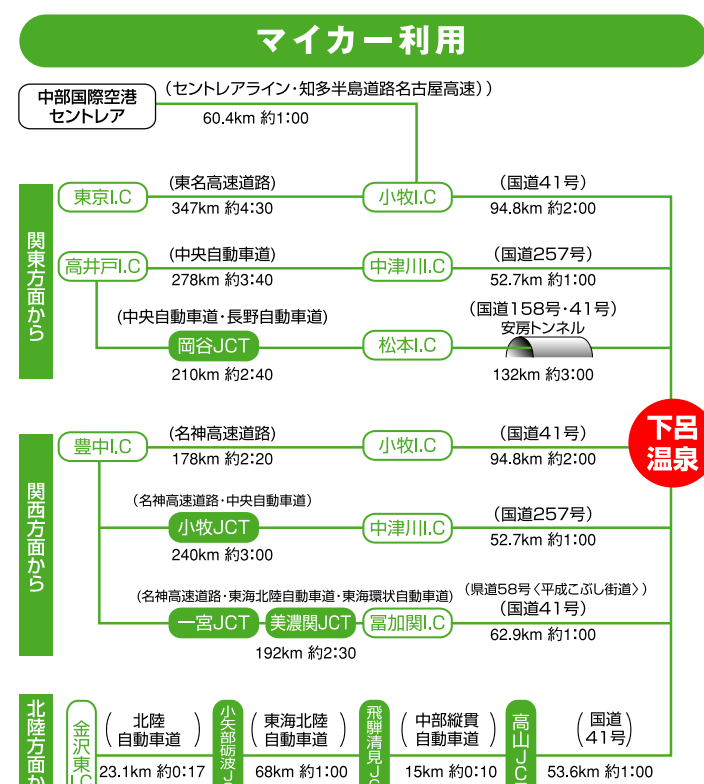 マイカー利用
中部国際空港
セントレア
(セントレアライン・知多半島道路名古屋高速))
60.4km 約1:00
関東方面から
東京I.C
(東名高速道路)
347km 約4:30
小牧I.C
(国道41号)
94.8km 約2:00
高井戸I.C
(中央自動車道)
278km 約3:40
中津川I.C
(国道257号)
52.7km 約1:00
(中央自動車道・長野自動車道)
岡谷JCT
210km 約2:40
松本I.C
(国道158号・41号)
安房トンネル
132km 約3:00
下呂
温泉
関西方面から
豊中I.C
(名神高速道路)
178km 約2:20
小牧I.C
(国道41号)
94.8km 約2:00
(名神高速道路・中央自動車道)
小牧JCT
240km 約3:00
中津川I.C
(国道257号)
52.7km 約1:00
(名神高速道路・東海北陸自動車道・東海環状自動車道)
一宮JCT
美濃関JCT
富加関I.C
192km 約2:30
(県道58号〈平成こぶし街道〉)
(国道41号)
62.9km 約1:00
北陸方面か
金沢東I.C
(北陸
自動車道)
23.1km 約0:17
小矢部砺波J
(東海北陸
自動車道)
68km 約1:00
飛騨清見JC
(中部縦貫
自動車道)
15km 約0:10
高山JC
(国道
41号)
53.6km 約1:00